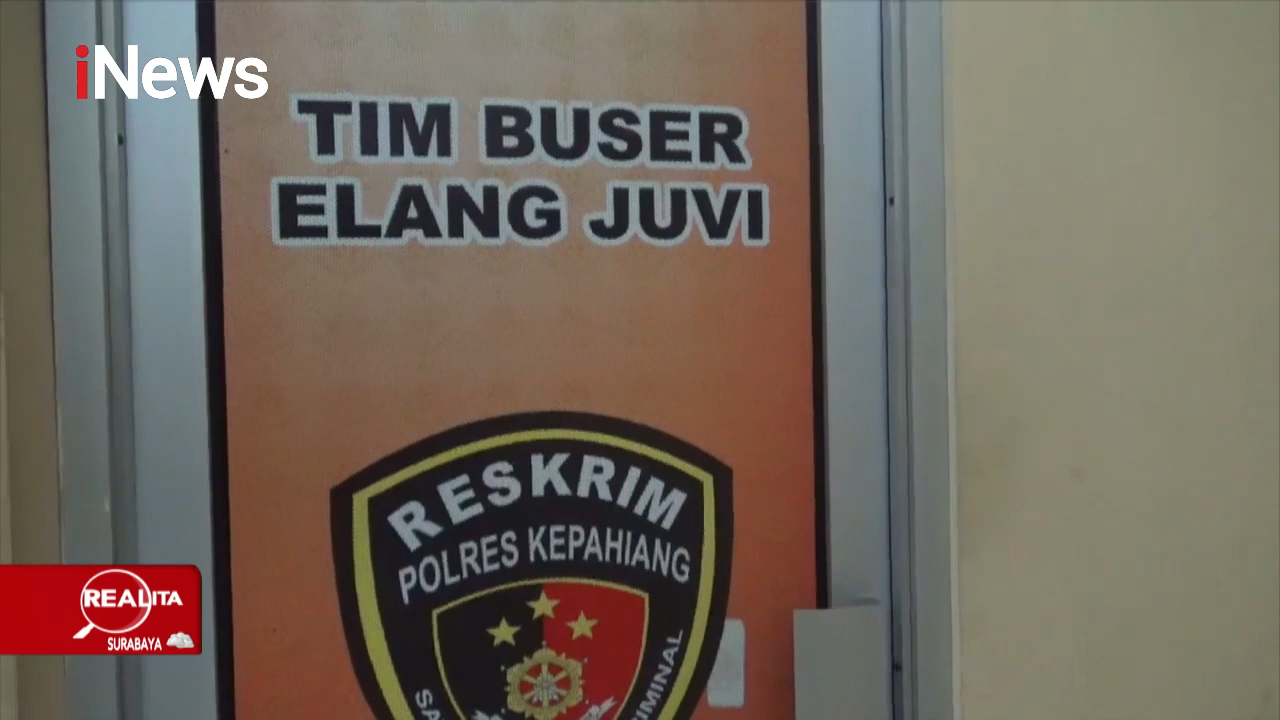 iNews
TIM BUSER
ELANG JUVI
RESKRIM
POLRES KEPAHIANG
REALITA
SURABAYA